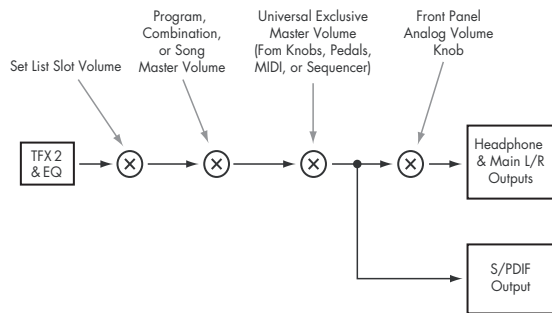 Program,
Combination,
or Song
Master Volume
Universal Exclusive
Master Volume
(Fom Knobs, Pedals,
MIDI, or Sequencer)
Front Panel
Analog Volume
Knob
Set List Slot Volume
TFX 2
& EQ
Headphone
& Main L/R
Outputs
S/PDIF
Output